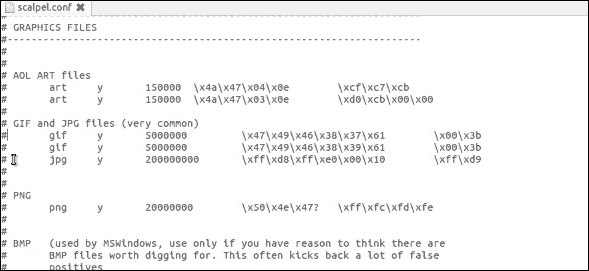 scalpel.conf
#---------------------------------------------------------------------
# GRAPHICS FILES
#---------------------------------------------------------------------
#
#
# AOL ART files
# art y 150000 \x4a\x47\x04\x0e \xcf\xc7\xcb
# art y 150000 \x4a\x47\x03\x0e \xd0\xcb\x00\x00
#
# GIF and JPG files (very common)
# gif y 5000000 \x47\x49\x46\x38\x37\x61 \x00\x3b
# gif y 5000000 \x47\x49\x46\x38\x39\x61 \x00\x3b
# jpg y 200000000 \xff\xd8\xff\xe0\x00\x10 \xff\xd9
#
#
# PNG
# png y 20000000 \x50\x4e\x47? \xff\xfc\xfd\xfe
#
#
# BMP (used by MSWindows, use only if you have reason to think there are
# BMP files worth digging for. This often kicks back a lot of false
# positives